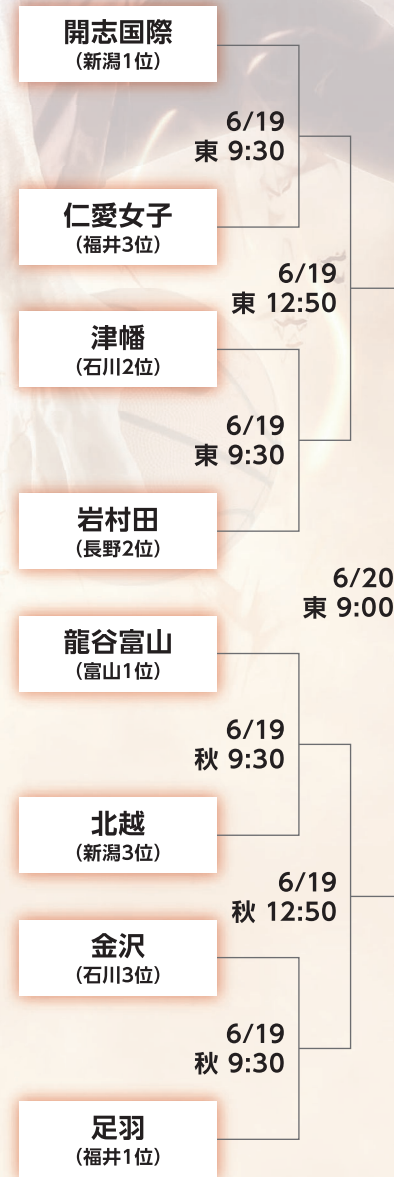 開志国際
（新潟1位）
6/19
東 9:30
仁愛女子
（福井3位）
6/19
東 12:50
津幡
（石川2位）
6/19
東 9:30
岩村田
（長野2位）
6/20
東 9:00
龍谷富山
（富山1位）
6/19
秋 9:30
北越
（新潟3位）
6/19
秋 12:50
金沢
（石川3位）
6/19
秋 9:30
足羽
（福井1位）